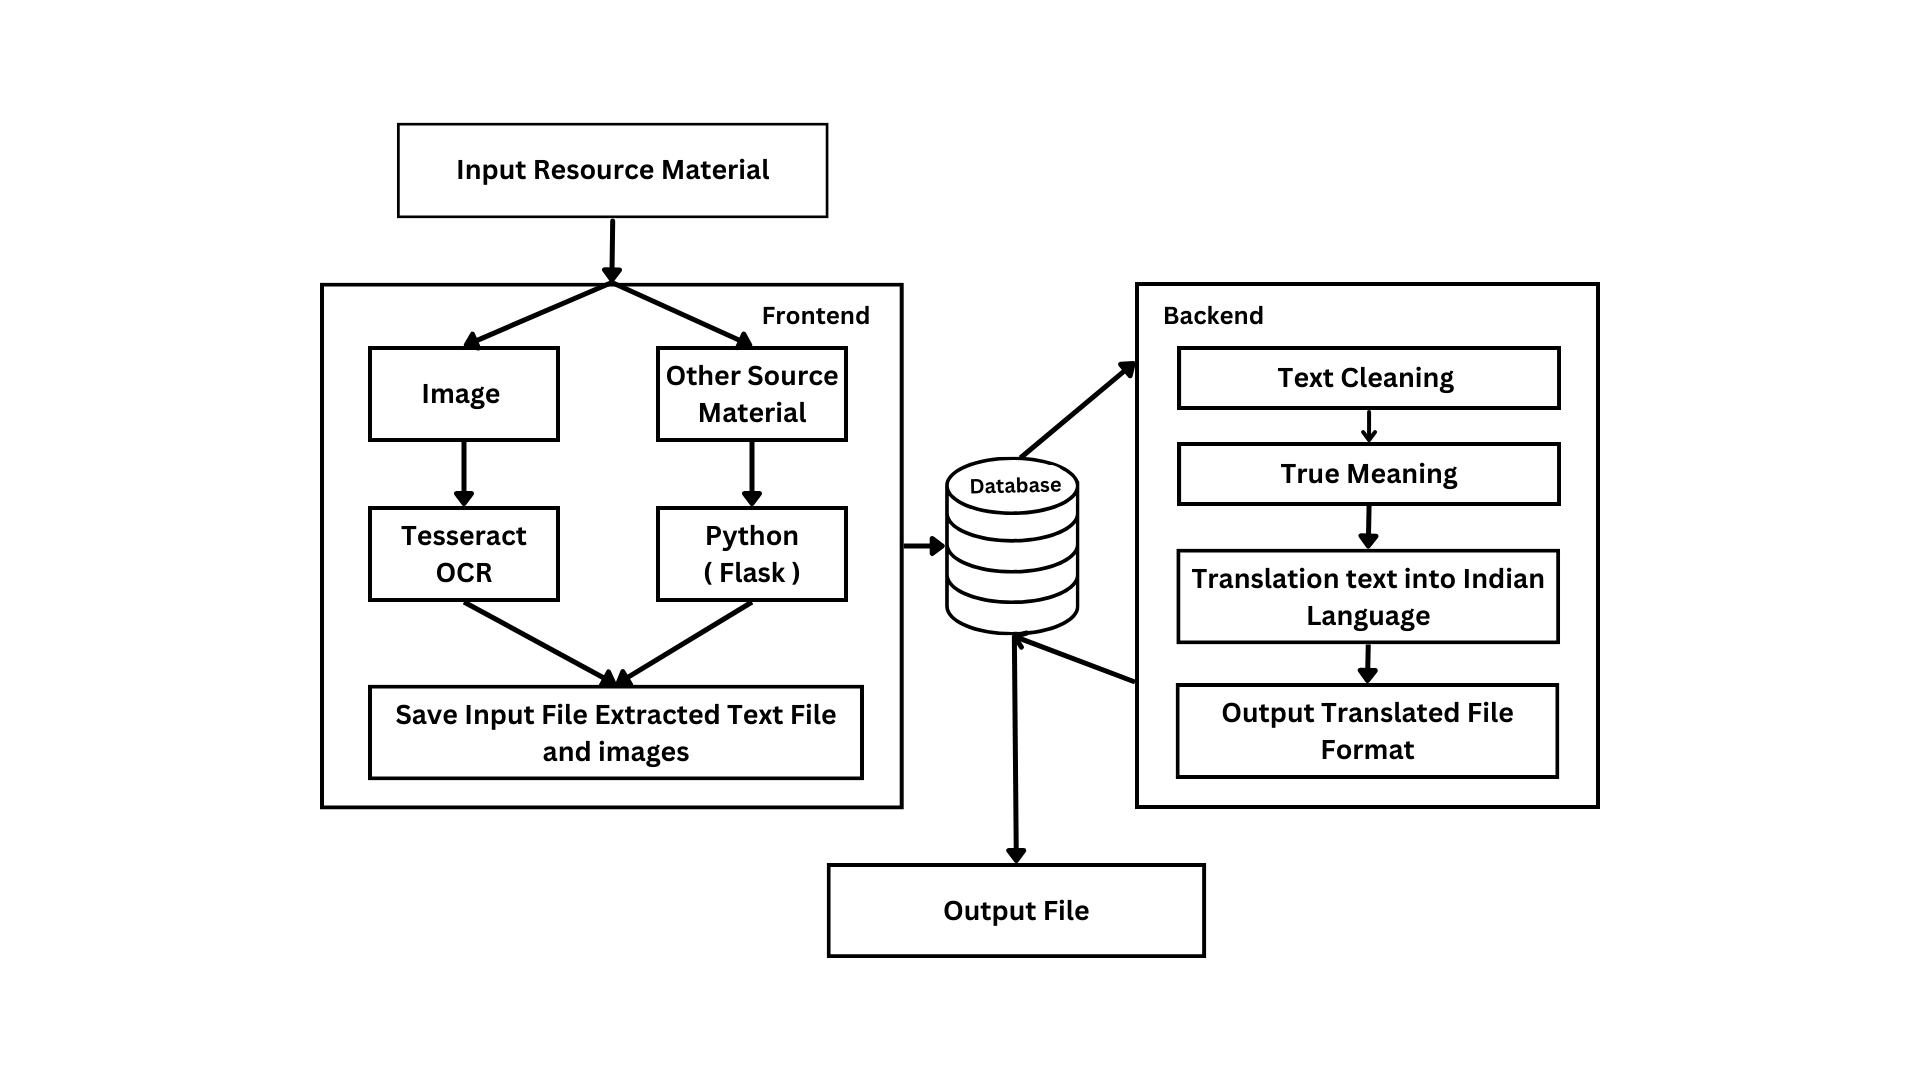 Input Resource Material
Frontend
Image
Other Source
Material
Tesseract
OCR
Python
( Flask )
Save Input File Extracted Text File
and images
Database
Backend
Text Cleaning
True Meaning
Translation text into Indian
Language
Output Translated File
Format
Output File